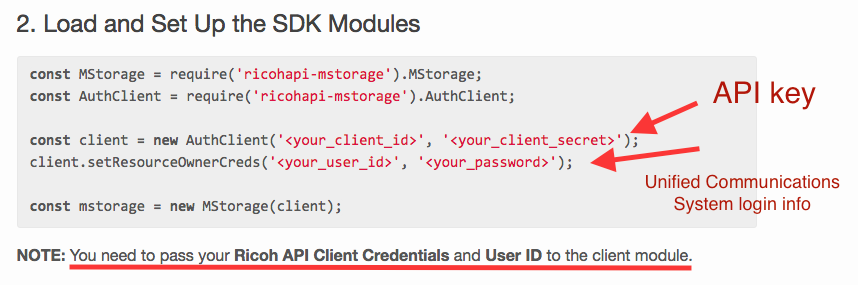 2. Load and Set Up the SDK Modules
const MStorage = require('ricohapi-mstorage').MStorage;
const AuthClient = require('ricohapi-mstorage').AuthClient;
API key
const client = new AuthClient('<your_client_id>', '<your_client_secret>');
client.setResourceOwnerCreds('<your_user_id>', '<your_password>');
Unified Communications
System login info
const mstorage = new MStorage(client);
NOTE: You need to pass your Ricoh API Client Credentials and User ID to the client module.